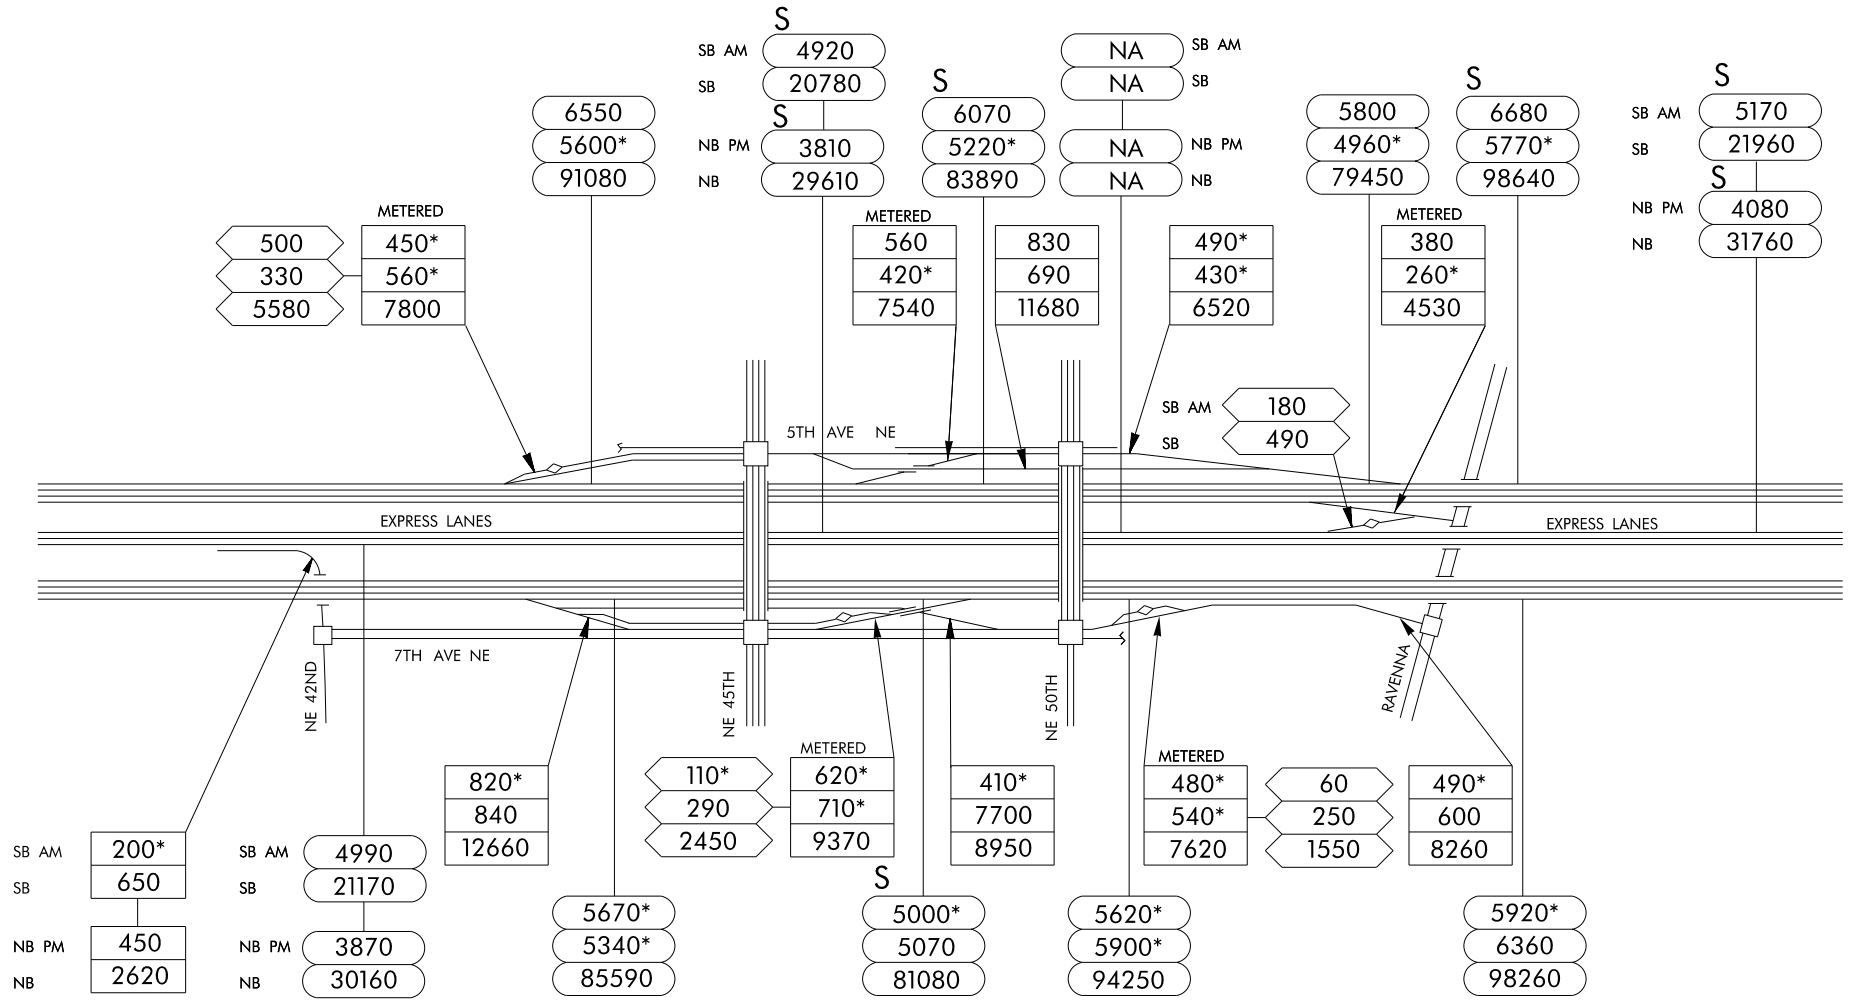 S
SB AM 4920
SB 20780
S
NB PM 3810
NB 29610
NA SB AM
NA SB
NA NB PM
NA NB
6550
5600*
91080
S
6070
5220*
83890
5800
4960*
79450
S
6680
5770*
98640
S
SB AM 5170
SB 21960
S
NB PM 4080
NB 31760
500
330
5580
METERED
450*
560*
7800
METERED
560
420*
7540
830
690
11680
490*
430*
6520
METERED
380
260*
4530
SB AM 180
SB 490
5TH AVE NE
EXPRESS LANES
EXPRESS LANES
7TH AVE NE
NE 42ND
NE 45TH
NE 50TH
RAVENNA
SB AM 200*
SB 650
NB PM 450
NB 2620
SB AM 4990
SB 21170
NB PM 3870
NB 30160
820*
840
12660
5670*
5340*
85590
110*
290
2450
METERED
620*
710*
9370
S
5000*
5070
81080
410*
7700
8950
METERED
480*
540*
7620
60
250
1550
5620*
5900*
94250
490*
600
8260
5920*
6360
98260